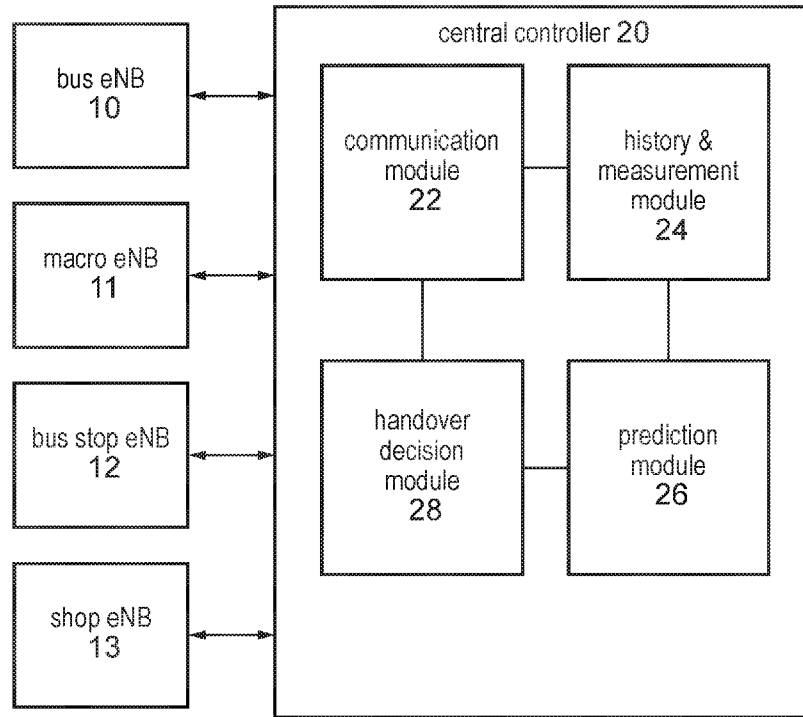 bus eNB
10
macro eNB
11
bus stop eNB
12
shop eNB
13
central controller 20
communication
module
22
history &
measurement
module
24
handover
decision
module
28
prediction
module
26